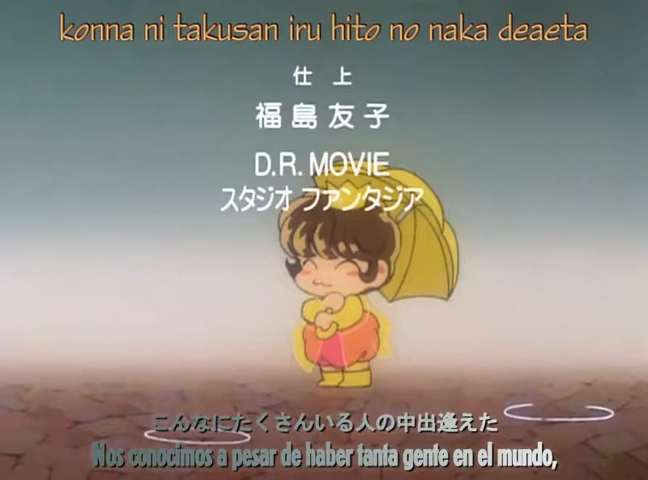 konna ni takusan iru hito no naka deaeta
仕上
福島友子
D.R. MOVIE
スタジオ ファンタジア
こんなにたくさんいる人の中出逢えた
Nos conocimos a pesar de haber tanta gente en el mundo,